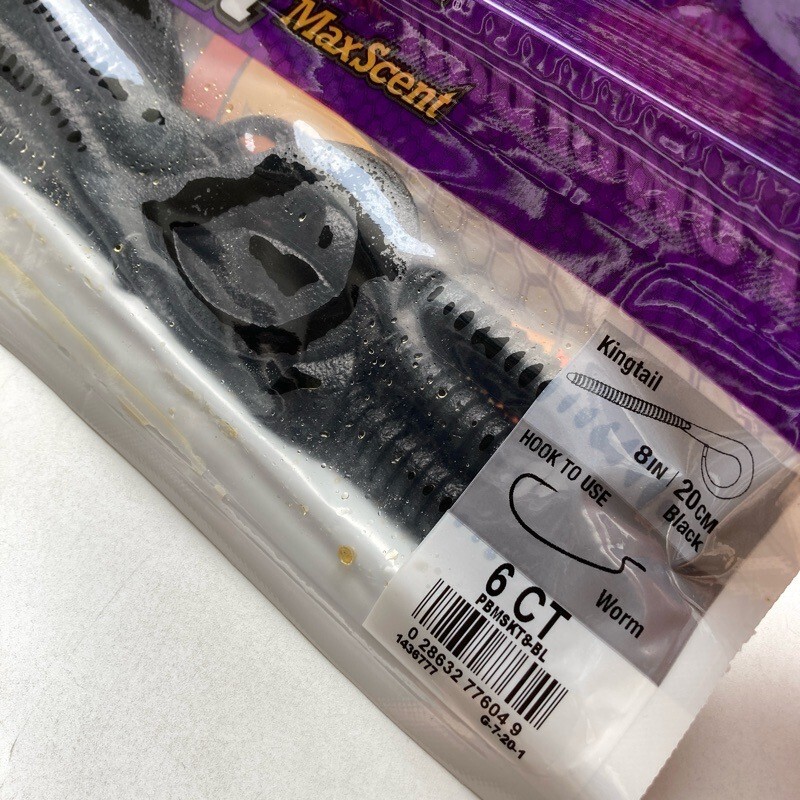 MaxScent
Kingtail
8IN / 20CM
Black
HOOK TO USE
Worm
6 CT
PBMSKT8-BL
0 28632 77604 9
1436777
G-7-20-1